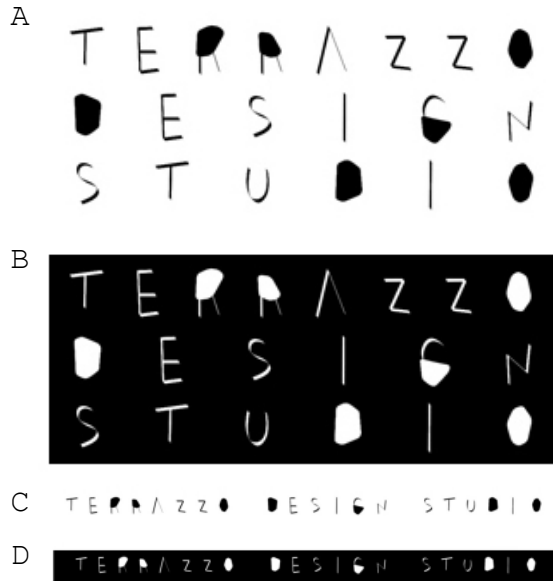 A
TERRAZZO
DESIGN
STUDIO
B
TERRAZZO
DESIGN
STUDIO
C
TERRAZZO DESIGN STUDIO
D
TERRAZZO DESIGN STUDIO